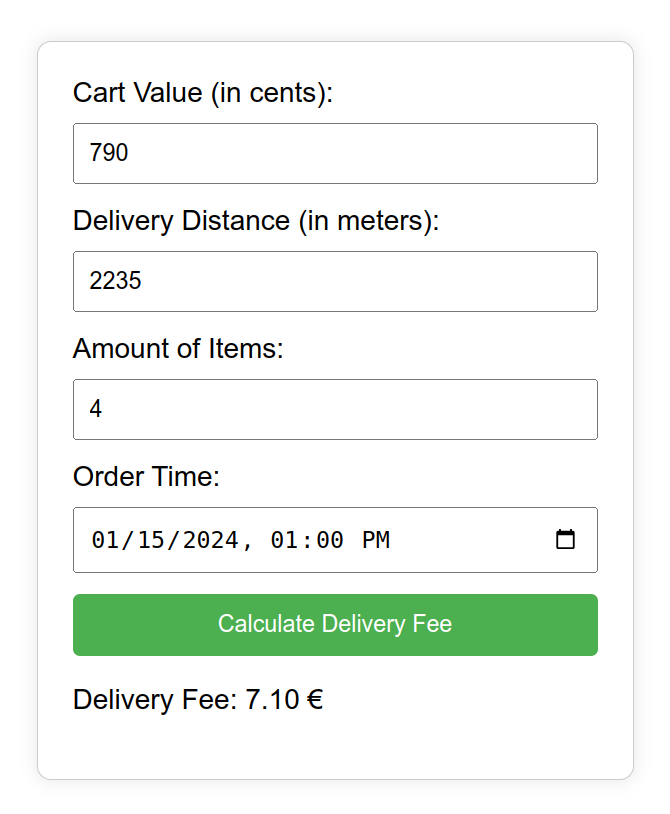 Cart Value (in cents):
790
Delivery Distance (in meters):
2235
Amount of Items:
4
Order Time:
01/15/2024, 01:00 PM
Calculate Delivery Fee
Delivery Fee: 7.10 €